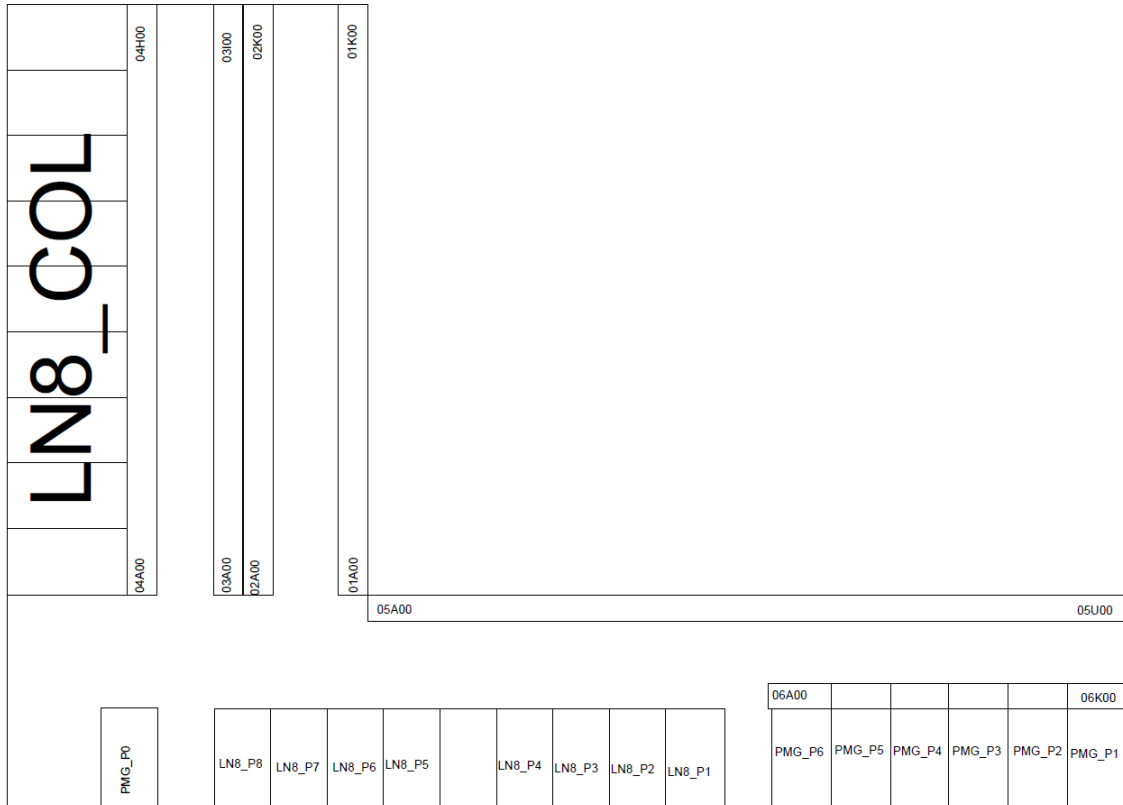 04H00
03I00
02K00
01K00
LN8_COL
04A00
03A00
02A00
01A00
05A00
05U00
06A00
06K00
PMG_P0
LN8_P8
LN8_P7
LN8_P6
LN8_P5
LN8_P4
LN8_P3
LN8_P2
LN8_P1
PMG_P6
PMG_P5
PMG_P4
PMG_P3
PMG_P2
PMG_P1